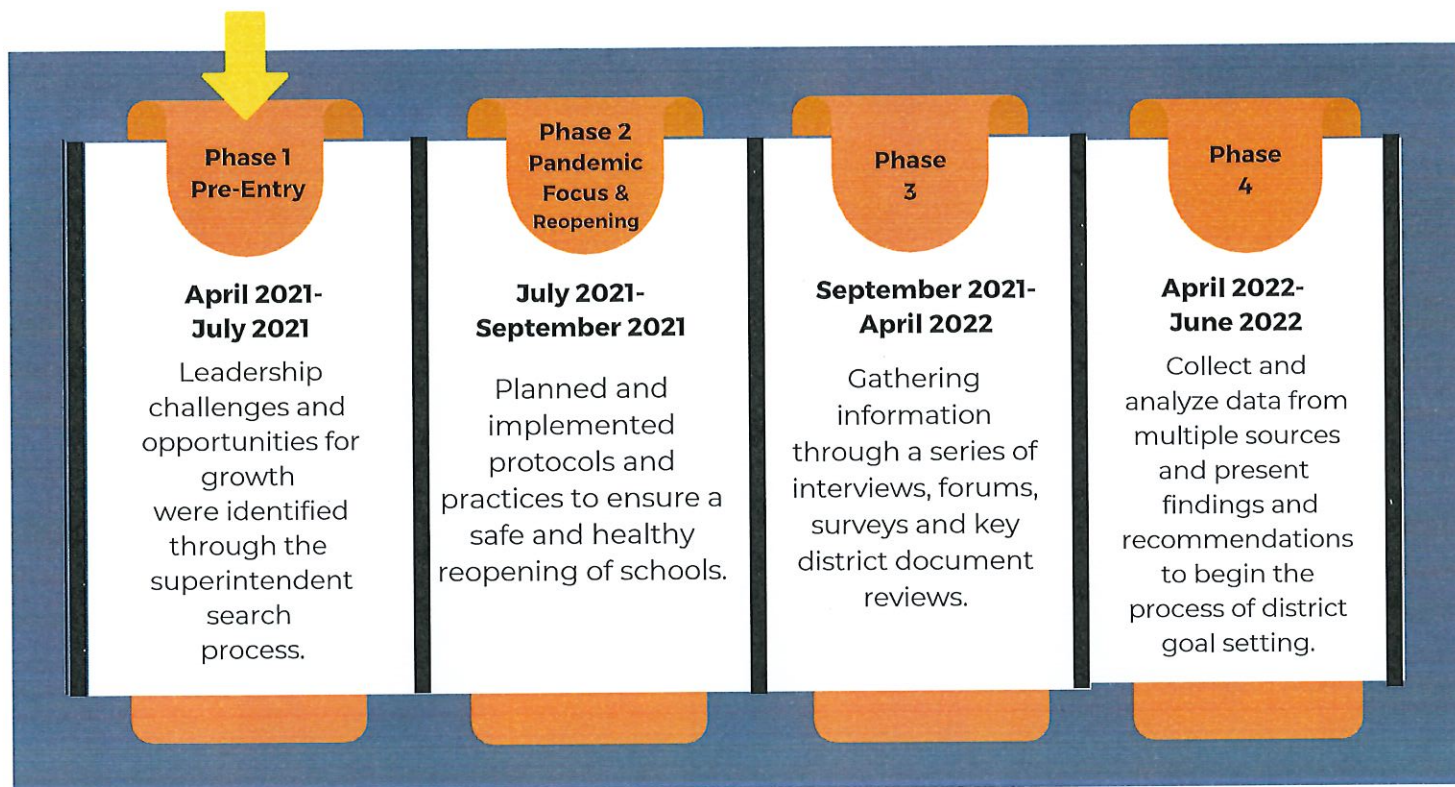 Phase 1
Pre-Entry
April 2021-
July 2021
Leadership
challenges and
opportunities for
growth
were identified
through the
superintendent
search
process.
Phase 2
Pandemic
Focus &
Reopening
July 2021-
September 2021
Planned and
implemented
protocols and
practices to ensure a
safe and healthy
reopening of schools.
Phase
3
September 2021-
April 2022
Gathering
information
through a series of
interviews, forums,
surveys and key
district document
reviews.
Phase
4
April 2022-
June 2022
Collect and
analyze data from
multiple sources
and present
findings and
recommendations
to begin the
process of district
goal setting.